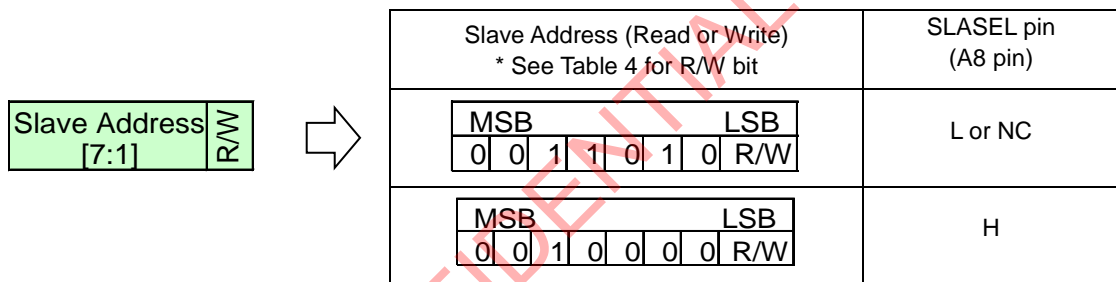 Slave Address (Read or Write)
* See Table 4 for R/W bit
SLASEL pin
(A8 pin)
Slave Address
[7:1]
R/W
MSB LSB
0 0 1 1 0 1 0 R/W
L or NC
MSB LSB
0 0 1 0 0 0 0 R/W
H
FIDENTIAL